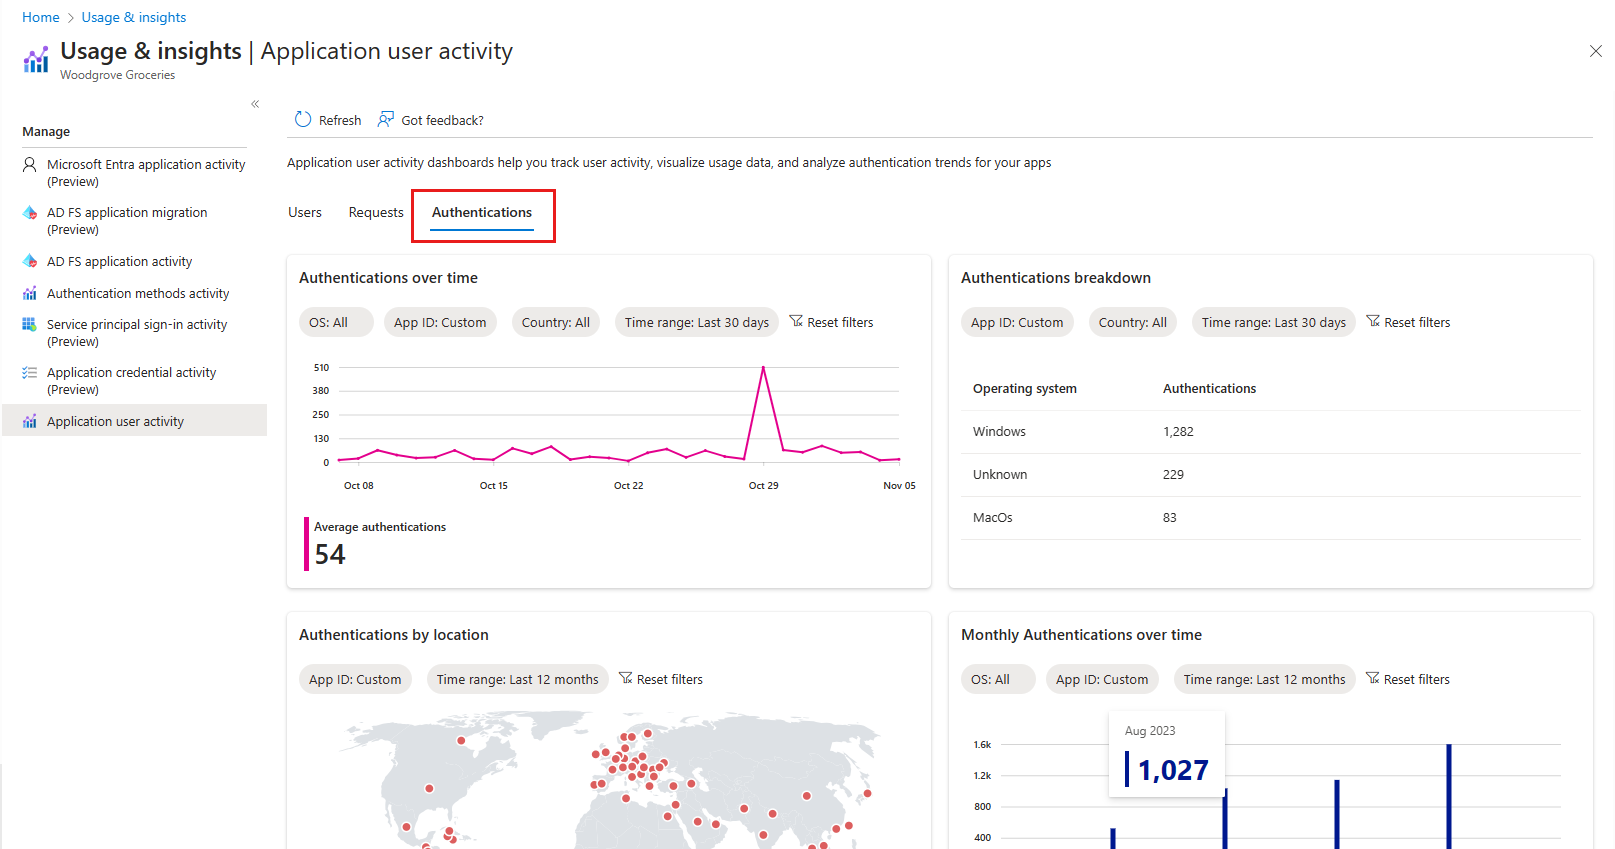 Home > Usage & insights
Usage & insights | Application user activity
Woodgrove Groceries
«
Manage
Microsoft Entra application activity
(Preview)
AD FS application migration
(Preview)
AD FS application activity
Authentication methods activity
Service principal sign-in activity
(Preview)
Application credential activity
(Preview)
Application user activity
Refresh Got feedback?
Application user activity dashboards help you track user activity, visualize usage data, and analyze authentication trends for your apps
Users Requests Authentications
Authentications over time
OS: All App ID: Custom Country: All Time range: Last 30 days Reset filters
510
380
250
130
0
Oct 08 Oct 15 Oct 22 Oct 29 Nov 05
Average authentications
54
Authentications breakdown
App ID: Custom Country: All Time range: Last 30 days Reset filters
Operating system Authentications
Windows 1,282
Unknown 229
MacOs 83
Authentications by location
App ID: Custom Time range: Last 12 months Reset filters
Monthly Authentications over time
OS: All App ID: Custom Time range: Last 12 months Reset filters
Aug 2023
1,027
1.6k
1.2k
800
400